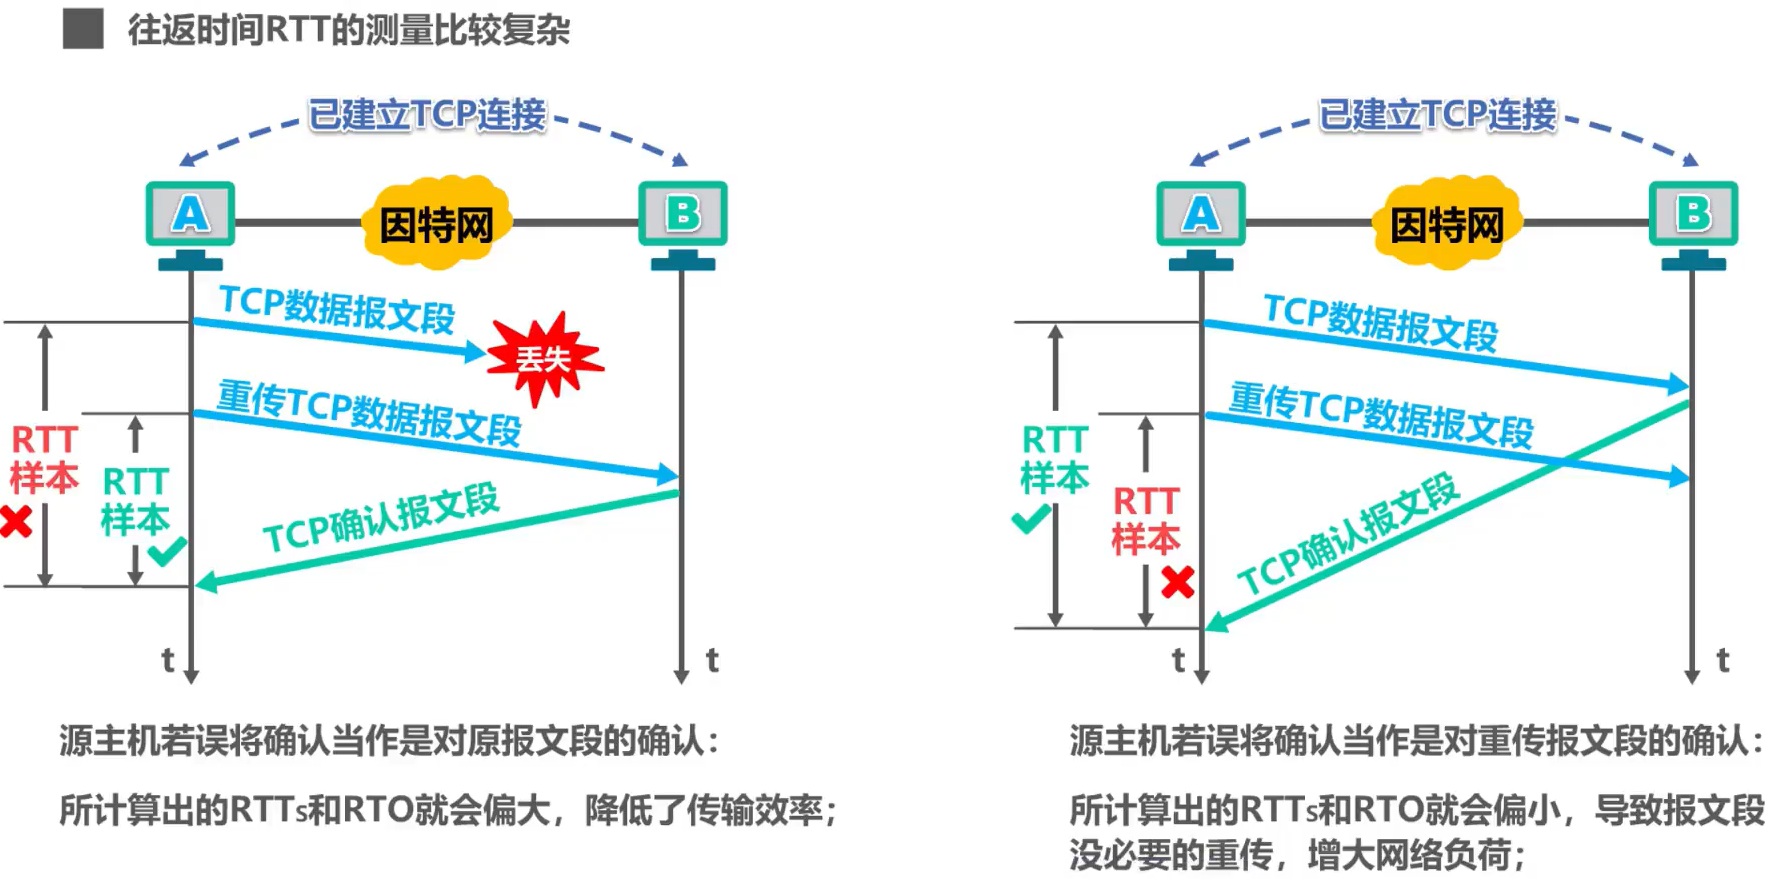 往返时间RTT的测量比较复杂
已建立TCP连接
A
因特网
B
TCP数据报文段
丢失
重传TCP数据报文段
RTT
样本
RTT
样本
TCP确认报文段
t
t
源主机若误将确认当作是对原报文段的确认：
所计算出的RTTs和RTO就会偏大，降低了传输效率；
已建立TCP连接
A
因特网
B
TCP数据报文段
重传TCP数据报文段
RTT
样本
RTT
样本
TCP确认报文段
t
t
源主机若误将确认当作是对重传报文段的确认：
所计算出的RTTs和RTO就会偏小，导致报文段
没必要的重传，增大网络负荷；